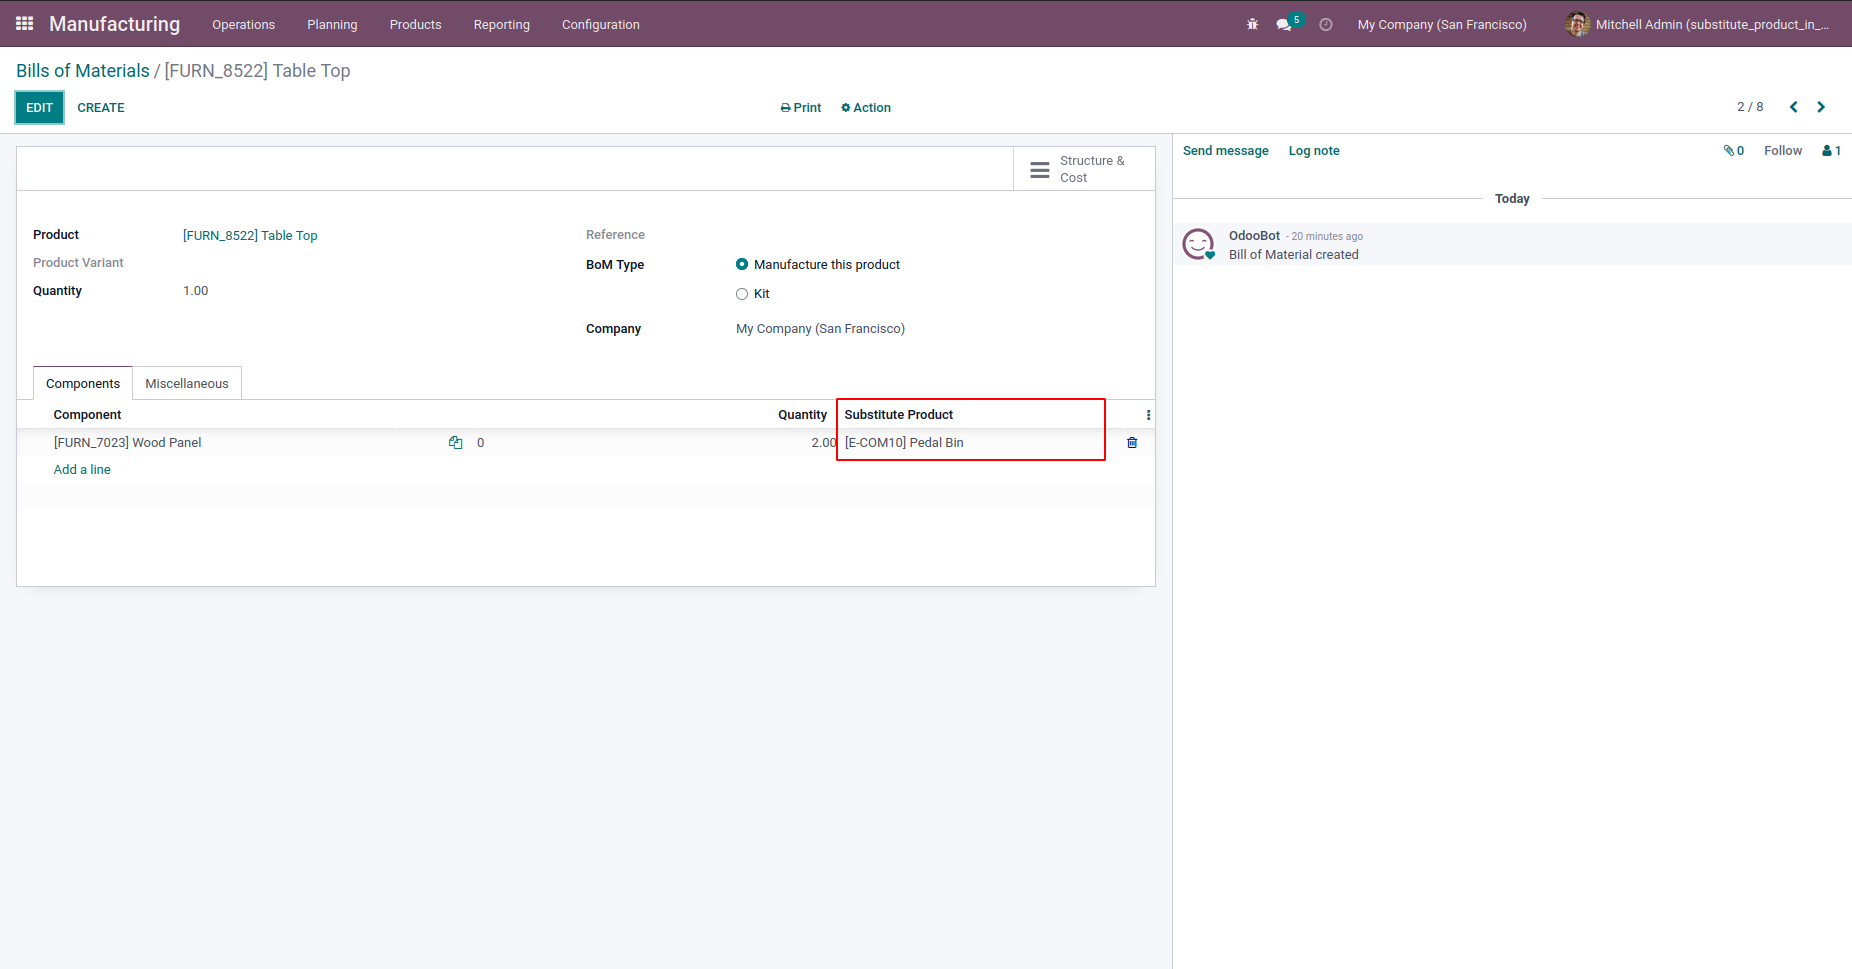 Manufacturing Operations Planning Products Reporting Configuration 5 My Company (San Francisco) Mitchell Admin (substitute_product_in_...
Bills of Materials / [FURN_8522] Table Top
EDIT CREATE Print Action 2 / 8
Structure &
Cost
Product [FURN_8522] Table Top Reference
Product Variant
BoM Type Manufacture this product
Quantity 1.00
Kit
Company My Company (San Francisco)
Components Miscellaneous
Component Quantity Substitute Product
[FURN_7023] Wood Panel 0 2.00 [E-COM10] Pedal Bin
Add a line
Send message Log note 0 Follow 1
Today
OdooBot - 20 minutes ago
Bill of Material created